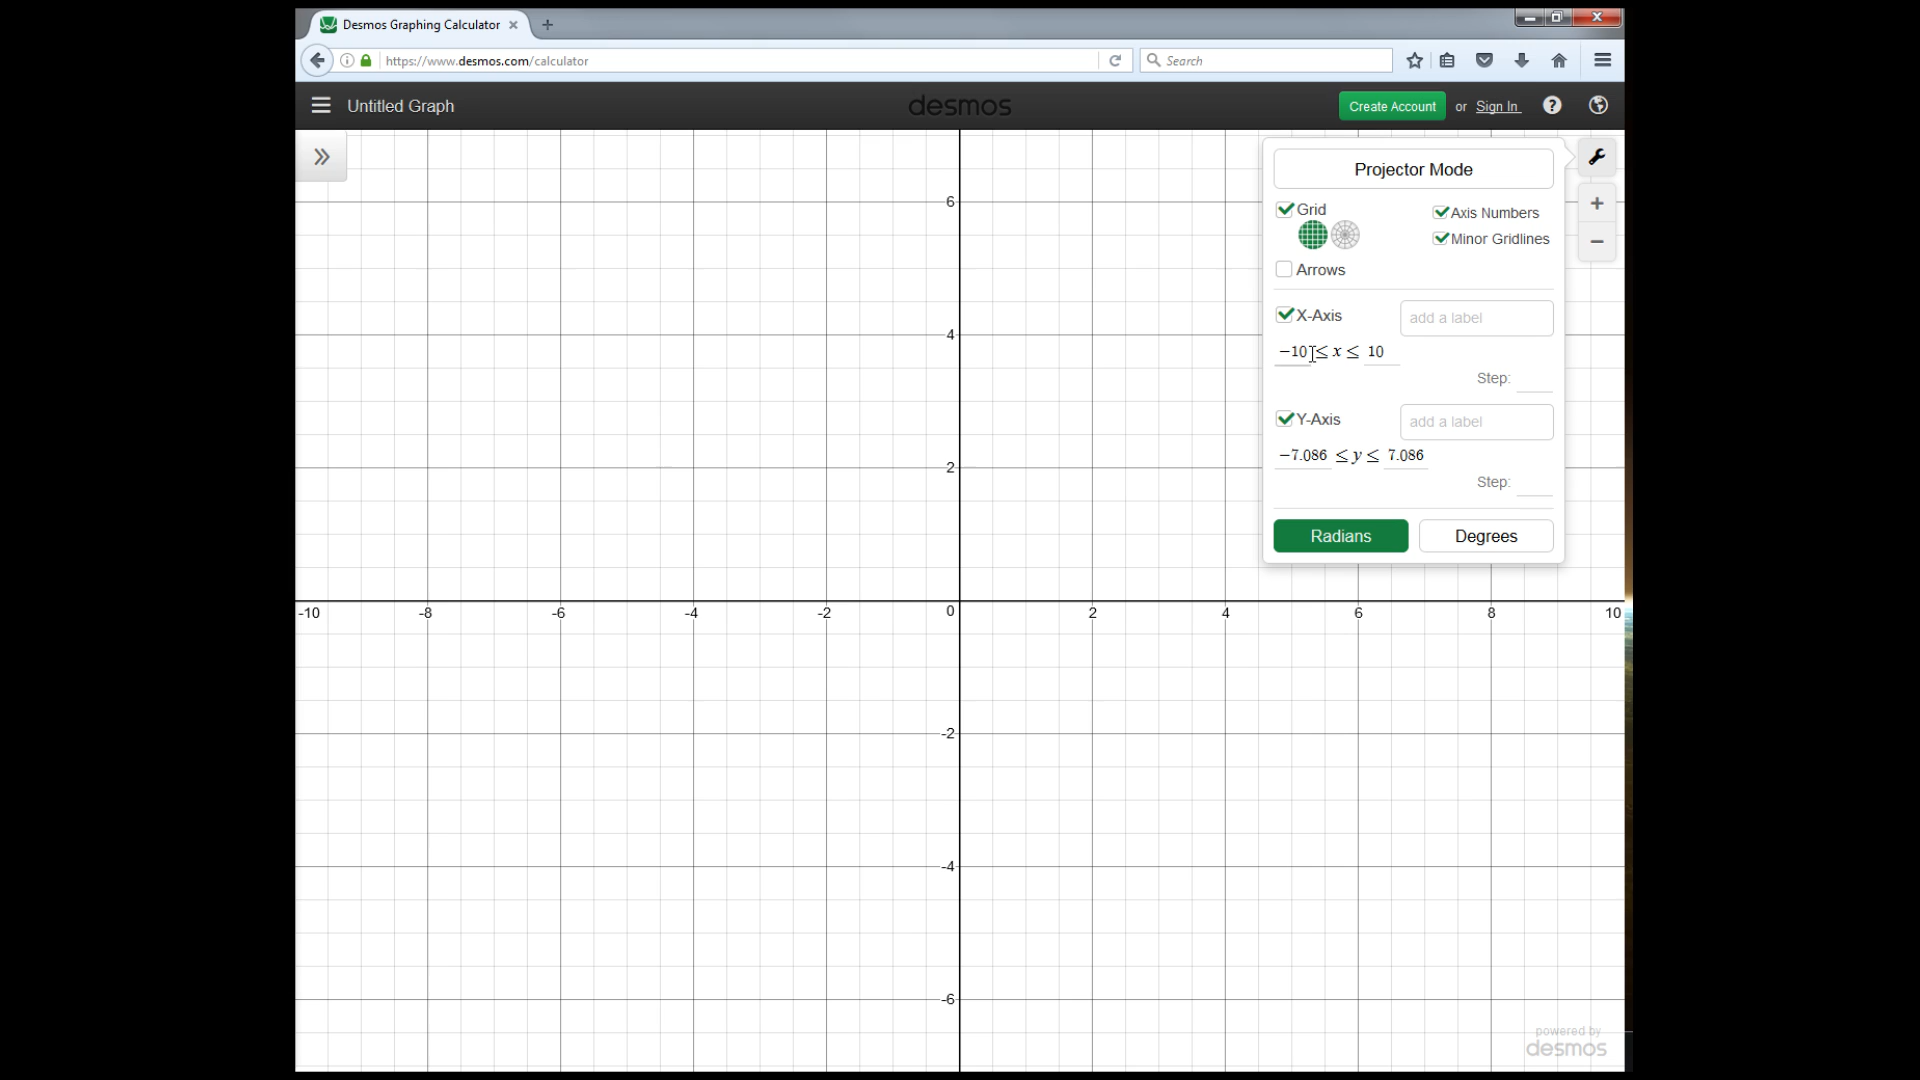 Desmos Graphing Calculator
https://www.desmos.com/calculator
Search
Untitled Graph
desmos
Create Account or Sign In
Projector Mode
Grid
Axis Numbers
Minor Gridlines
Arrows
X-Axis
add a label
−10 ≤ x ≤ 10
Step:
Y-Axis
add a label
−7.086 ≤ y ≤ 7.086
Step:
Radians
Degrees
6
4
2
-10 -8 -6 -4 -2 0 2 4 6 8 10
-2
-4
-6
powered by
desmos